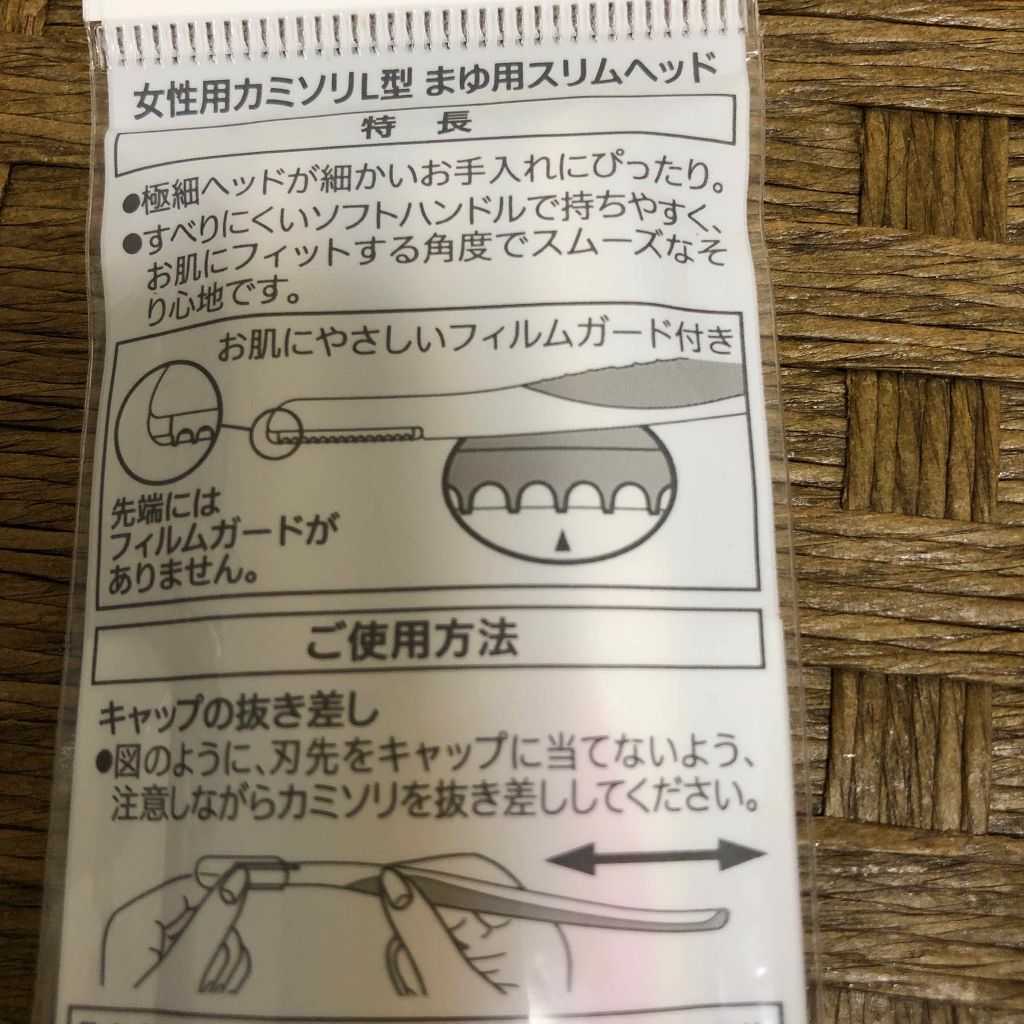 女性用カミソリL型 まゆ用スリムヘッド
特 長
●極細ヘッドが細かいお手入れにぴったり。
●すべりにくいソフトハンドルで持ちやすく、
お肌にフィットする角度でスムーズなそ
り心地です。
お肌にやさしいフィルムガード付き
先端には
フィルムガードが
ありません。
ご使用方法
キャップの抜き差し
●図のように、刃先をキャップに当てないよう、
注意しながらカミソリを抜き差ししてください。